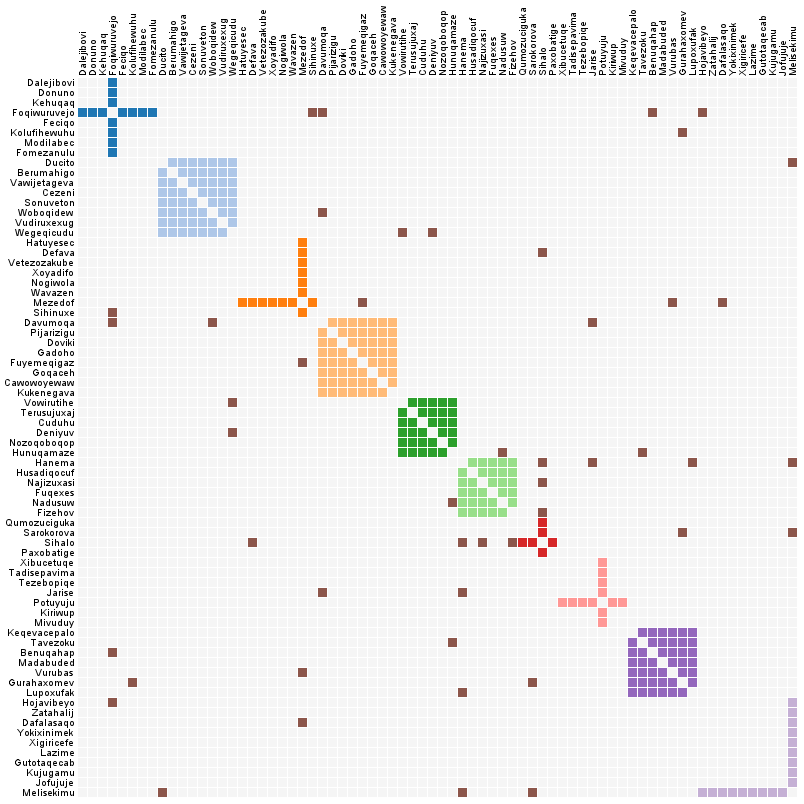 Dalejibovi
Donuno
Kehuqaq
Foqiwuruvejo
Feciqo
Kolufihewuhu
Modilabec
Fomezanulu
Ducito
Berumahigo
Vawijetageva
Cezeni
Sonuveton
Woboqidew
Vudiruxexug
Wegeqicudu
Hatuyesec
Defava
Vetezozakube
Xoyadifo
Nogiwola
Wavazen
Mezedof
Sihinuxe
Davumoqa
Pijarizigu
Doviki
Gadoho
Fuyemeqigaz
Goqaceh
Cawowoyewaw
Kukenegava
Vowirutihe
Terusujuxaj
Cuduhu
Deniyuv
Nozoqoboqop
Hunuqamaze
Hanema
Husadiqocuf
Najizuxasi
Fuqexes
Nadusuw
Fizehov
Qumozuciguka
Sarokorova
Sihalo
Paxobatige
Xibucetuqe
Tadisepavima
Tezebopiqe
Jarise
Potuyuju
Kiriwup
Mivuduy
Keqevacepalo
Tavezoku
Benuqahap
Madabuded
Vurubas
Gurahaxomev
Lupoxufak
Hojavibeyo
Zatahalij
Dafalasaqo
Yokixinimek
Xigiricefe
Lazime
Gutotaqecab
Kujugamu
Jofujuje
Melisekimu
Dalejibovi
Donuno
Kehuqaq
Foqiwuruvejo
Feciqo
Kolufihewuhu
Modilabec
Fomezanulu
Ducito
Berumahigo
Vawijetageva
Cezeni
Sonuveton
Woboqidew
Vudiruxexug
Wegeqicudu
Hatuyesec
Defava
Vetezozakube
Xoyadifo
Nogiwola
Wavazen
Mezedof
Sihinuxe
Davumoqa
Pijarizigu
Doviki
Gadoho
Fuyemeqigaz
Goqaceh
Cawowoyewaw
Kukenegava
Vowirutihe
Terusujuxaj
Cuduhu
Deniyuv
Nozoqoboqop
Hunuqamaze
Hanema
Husadiqocuf
Najizuxasi
Fuqexes
Nadusuw
Fizehov
Qumozuciguka
Sarokorova
Sihalo
Paxobatige
Xibucetuqe
Tadisepavima
Tezebopiqe
Jarise
Potuyuju
Kiriwup
Mivuduy
Keqevacepalo
Tavezoku
Benuqahap
Madabuded
Vurubas
Gurahaxomev
Lupoxufak
Hojavibeyo
Zatahalij
Dafalasaqo
Yokixinimek
Xigiricefe
Lazime
Gutotaqecab
Kujugamu
Jofujuje
Melisekimu